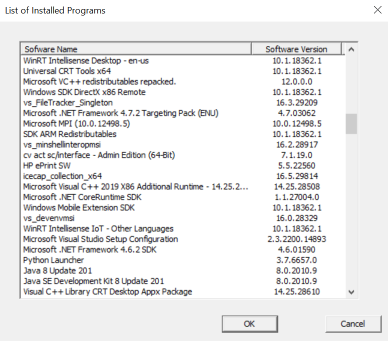 List of Installed Programs
Sofware Name Software Version
WinRT Intellisense Desktop - en-us 10.1.18362.1
Universal CRT Tools x64 10.1.18362.1
Microsoft VC++ redistributables repacked. 12.0.0.0
Windows SDK DirectX x86 Remote 10.1.18362.1
vs_FileTracker_Singleton 16.3.29209
Microsoft .NET Framework 4.7.2 Targeting Pack (ENU) 4.7.03062
Microsoft MPI (10.0.12498.5) 10.0.12498.5
SDK ARM Redistributables 10.1.18362.1
vs_minshellinteropmsi 16.2.28917
cv act sc/interface - Admin Edition (64-Bit) 7.1.19.0
HP ePrint SW 5.5.22560
icecap_collection_x64 16.5.29814
Microsoft Visual C++ 2019 X86 Additional Runtime - 14.25.2... 14.25.28508
Microsoft .NET CoreRuntime SDK 1.1.27004.0
Windows Mobile Extension SDK 10.1.18362.1
vs_devenvmsi 16.0.28329
WinRT Intellisense IoT - Other Languages 10.1.18362.1
Microsoft Visual Studio Setup Configuration 2.3.2200.14893
Microsoft .NET Framework 4.6.2 SDK 4.6.01590
Python Launcher 3.7.6657.0
Java 8 Update 201 8.0.2010.9
Java SE Development Kit 8 Update 201 8.0.2010.9
Visual C++ Library CRT Desktop Appx Package 14.25.28610
OK Cancel